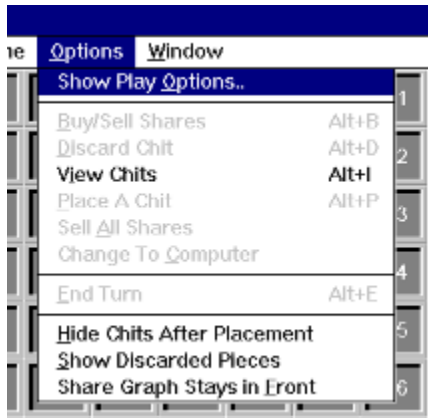 ne Options Window
Show Play Options..
1
Buy/Sell Shares Alt+B
Discard Chit Alt+D
2
View Chits Alt+I
Place A Chit Alt+P
3
Sell All Shares
Change To Computer
4
End Turn Alt+E
Hide Chits After Placement
5
Show Discarded Pieces
Share Graph Stays in Front
6